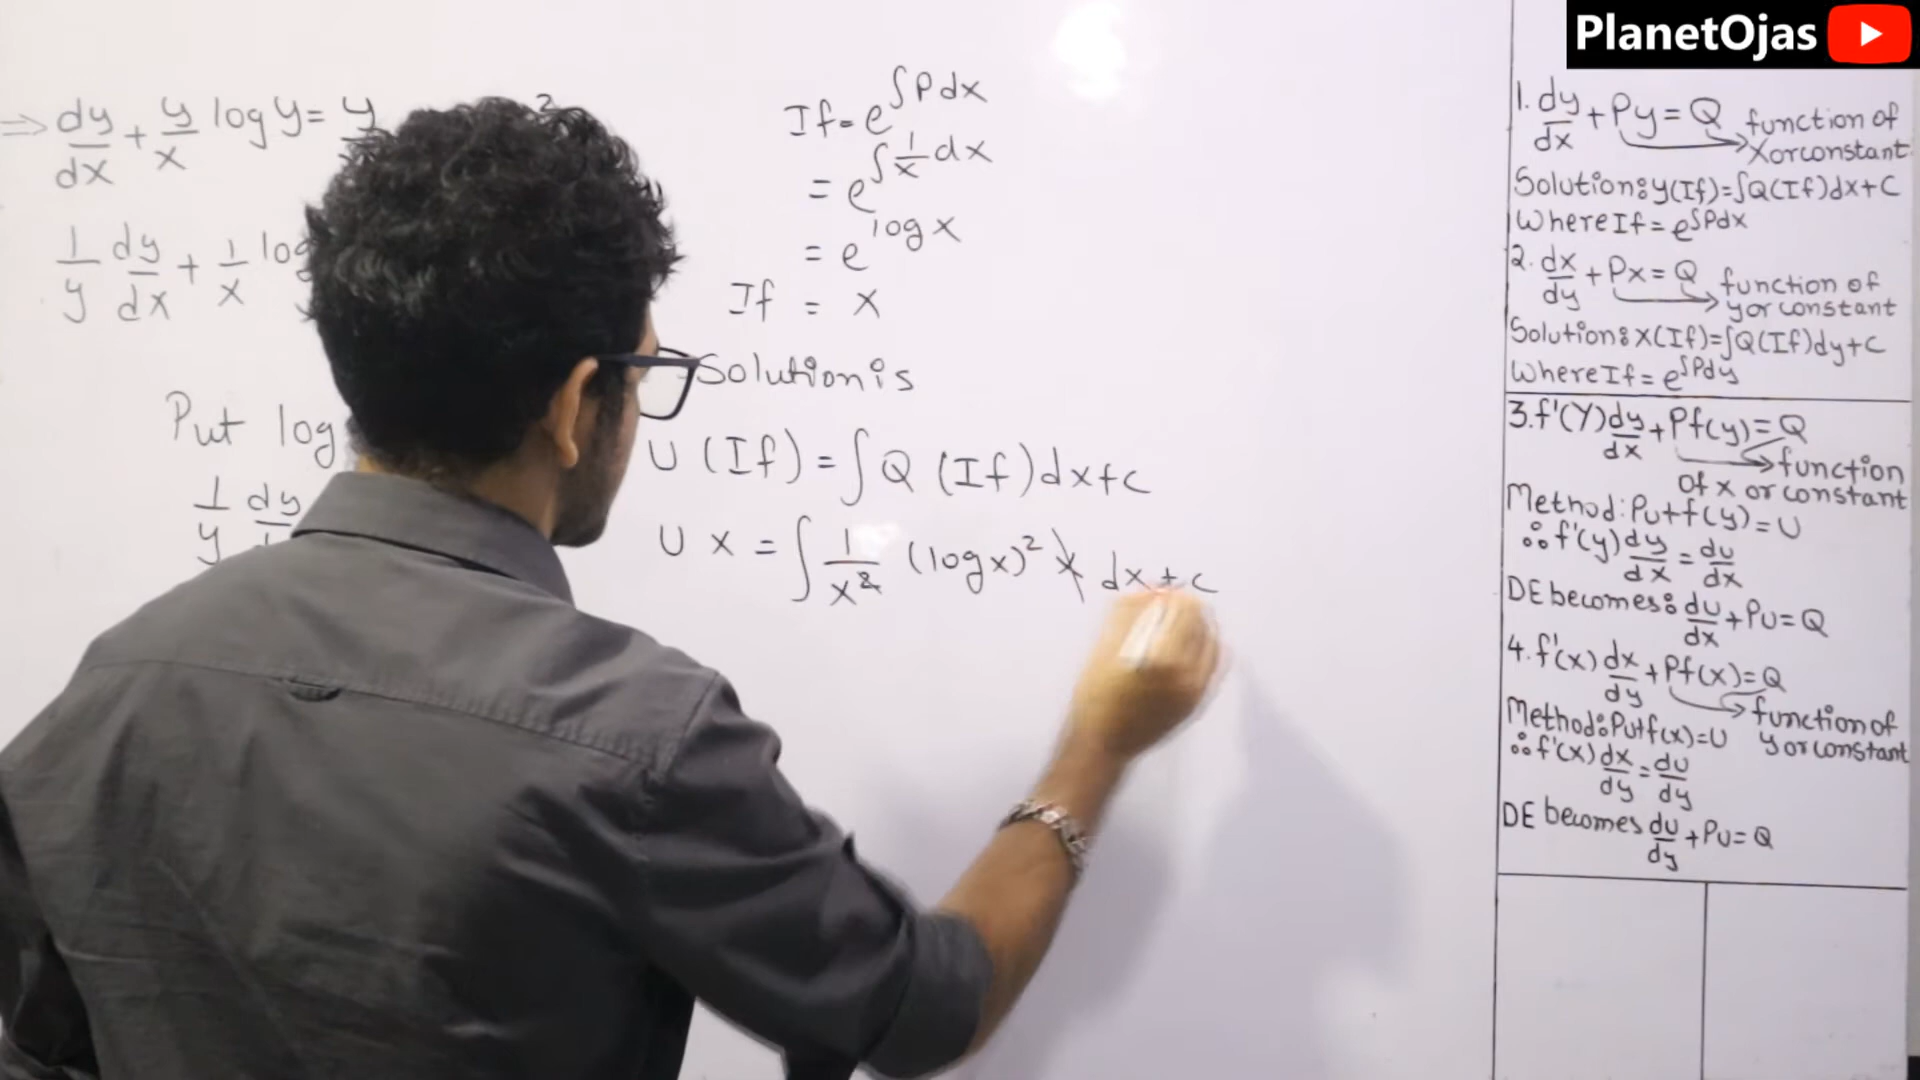 PlanetOjas
⇒ dy/dx + y/x log y = y 2
1/y dy/dx + 1/x log
Put log
1/y dy
If = e^∫Pdx
= e^∫1/x dx
= e^log x
If = x
Solution is
U (If) = ∫ Q (If) dx + c
U x = ∫ 1/x² (log x)² x dx + c
1. dy/dx + Py = Q → function of x or constant
Solution: y(If) = ∫Q(If)dx + C
Where If = e^∫Pdx
2. dx/dy + Px = Q → function of y or constant
Solution: x(If) = ∫Q(If)dy + C
Where If = e^∫Pdy
3. f'(Y) dy/dx + Pf(y) = Q → function of x or constant
Method: Put f(y) = U
∴ f'(y) dy/dx = du/dx
DE becomes: du/dx + PU = Q
4. f'(x) dx/dy + Pf(x) = Q → function of y or constant
Method: Put f(x) = U
∴ f'(x) dx/dy = du/dy
DE becomes du/dy + PU = Q